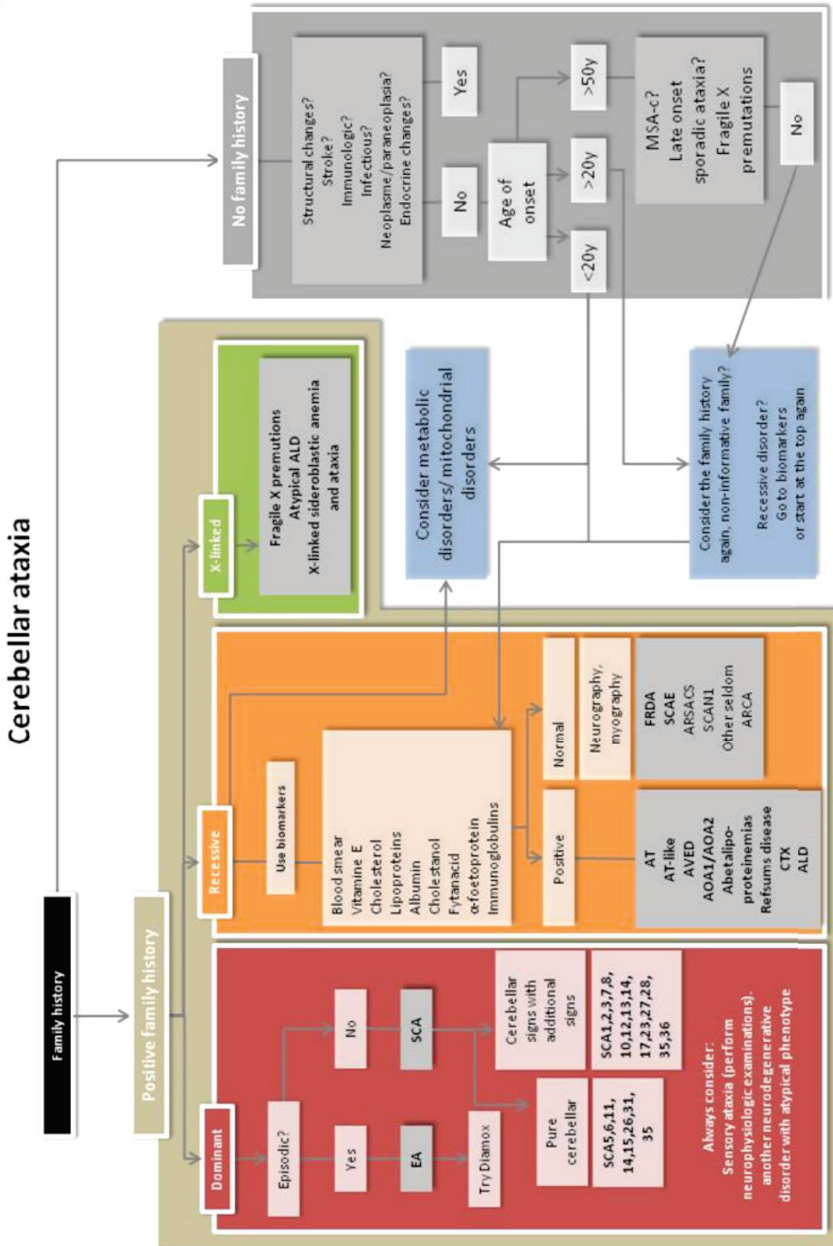 Cerebellar ataxia
Family history
Positive family history
Dominant
Episodic?
Yes
No
EA
SCA
Try Diamox
Pure
cerebellar
SCA5,6,11,
14,15,26,31,
35
Cerebellar
signs with
additional
signs
SCA1,2,3,7,8,
10,12,13,14,
17,23,27,28,
35,36
Always consider:
Sensory ataxia (perform
neurophysiologic examinations).
another neurodegenerative
disorder with atypical phenotype
Recessive
Use biomarkers
Blood smear
Vitamine E
Cholesterol
Lipoproteins
Albumin
Cholestanol
Fytanacid
α-foetoprotein
Immunoglobulins
Positive
Normal
Neurography,
myography
AT
AT-like
AVED
AOA1/AOA2
Abetalipo-
proteinemias
Refsums disease
CTX
ALD
FRDA
SCAE
ARSACS
SCAN1
Other seldom
ARCA
X-linked
Fragile X premutions
Atypical ALD
X-linked sideroblastic anemia
and ataxia
Consider metabolic
disorders/ mitochondrial
disorders
Consider the family history
again, non-informative family?
Recessive disorder?
Go to biomarkers
or start at the top again
No family history
Structural changes?
Stroke?
Immunologic?
Infectious?
Neoplasme/paraneoplasia?
Endocrine changes?
No
Yes
Age of
onset
<20y
>20y
>50y
MSA-c?
Late onset
sporadic ataxia?
Fragile X
premutations
No